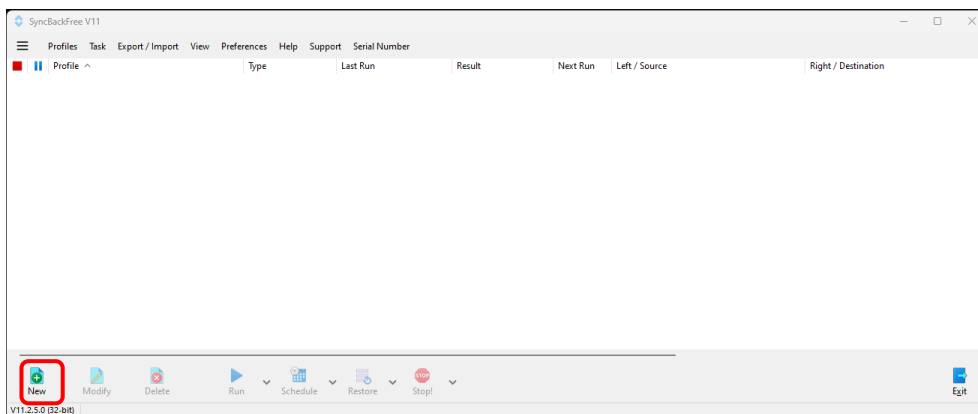 SyncBackFree V11
Profiles Task Export / Import View Preferences Help Support Serial Number
Profile Type Last Run Result Next Run Left / Source Right / Destination
New Modify Delete Run Schedule Restore STOP Stop! Exit
V11.2.5.0 (32-bit)